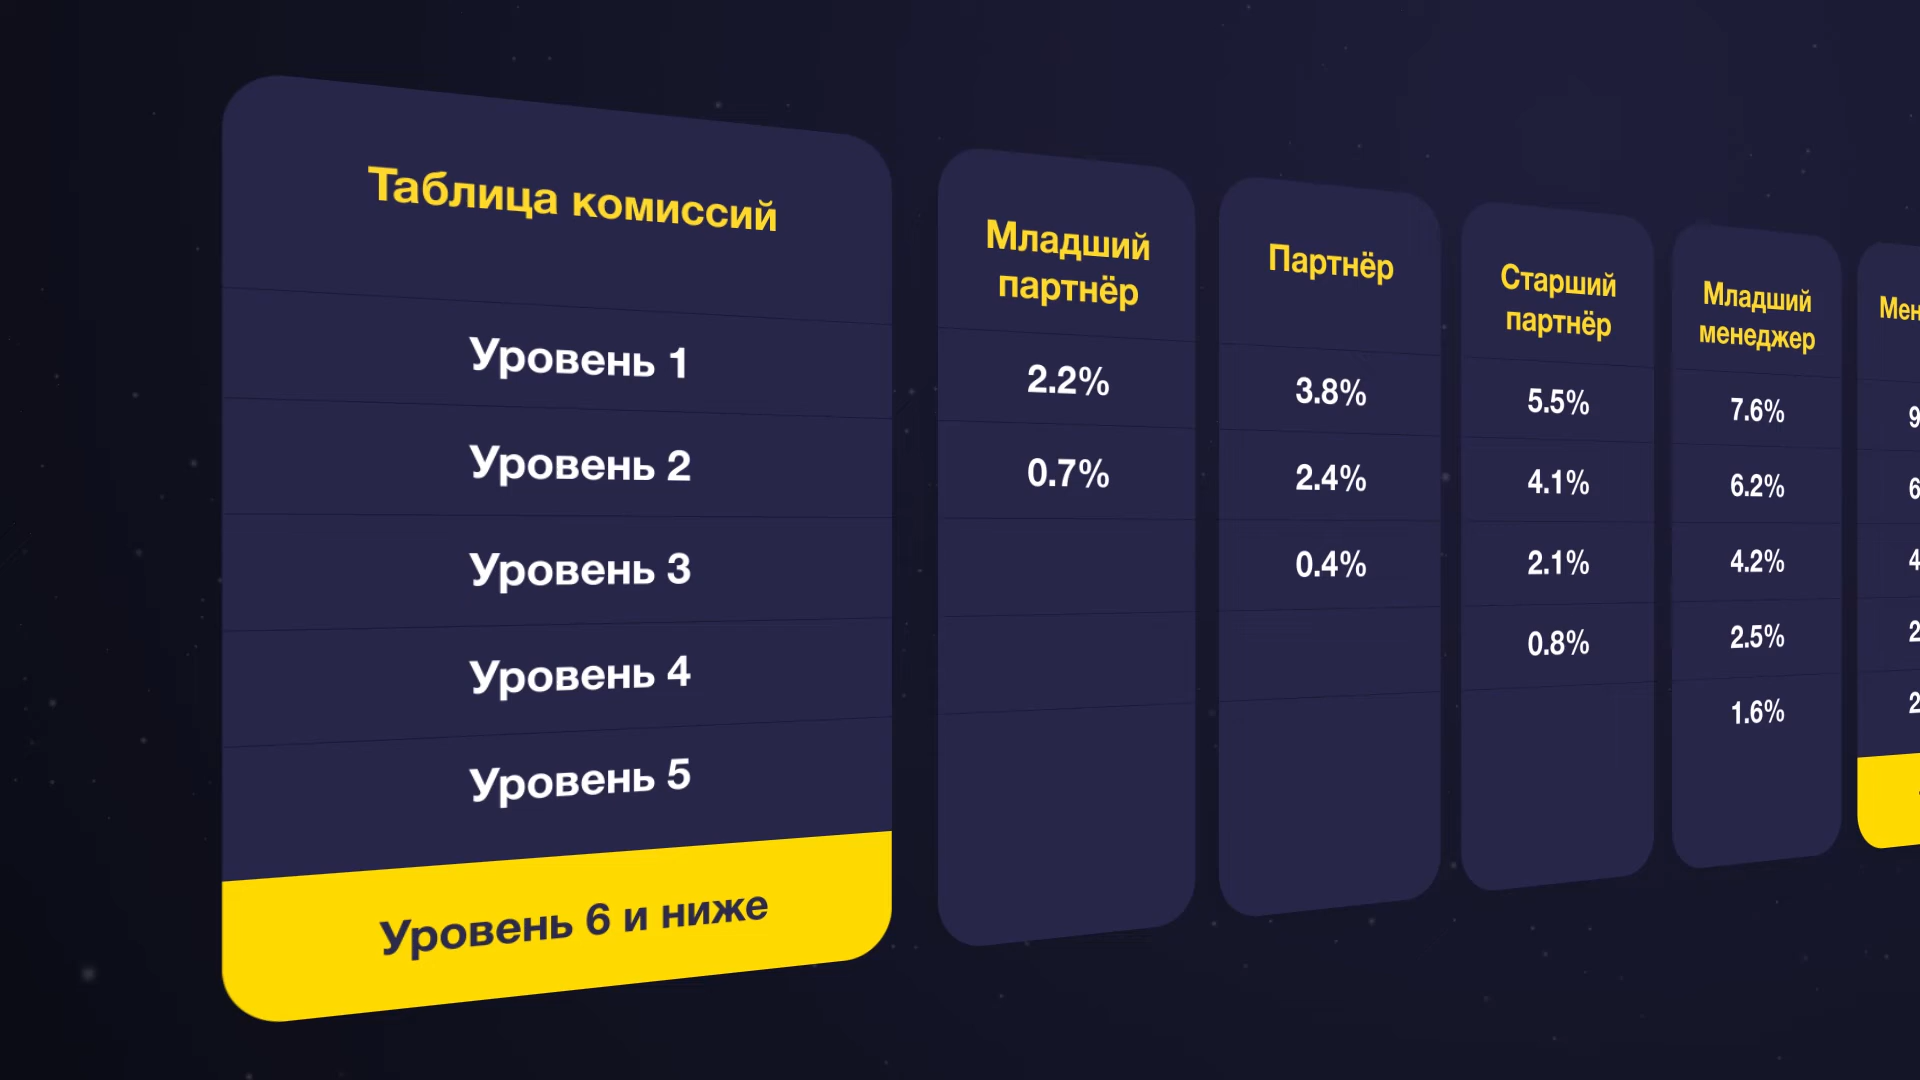 Таблица комиссий
Младший
партнёр
Партнёр
Старший
партнёр
Младший
менеджер
Уровень 1
2.2%
3.8%
5.5%
7.6%
Уровень 2
0.7%
2.4%
4.1%
6.2%
Уровень 3
0.4%
2.1%
4.2%
Уровень 4
0.8%
2.5%
Уровень 5
1.6%
Уровень 6 и ниже